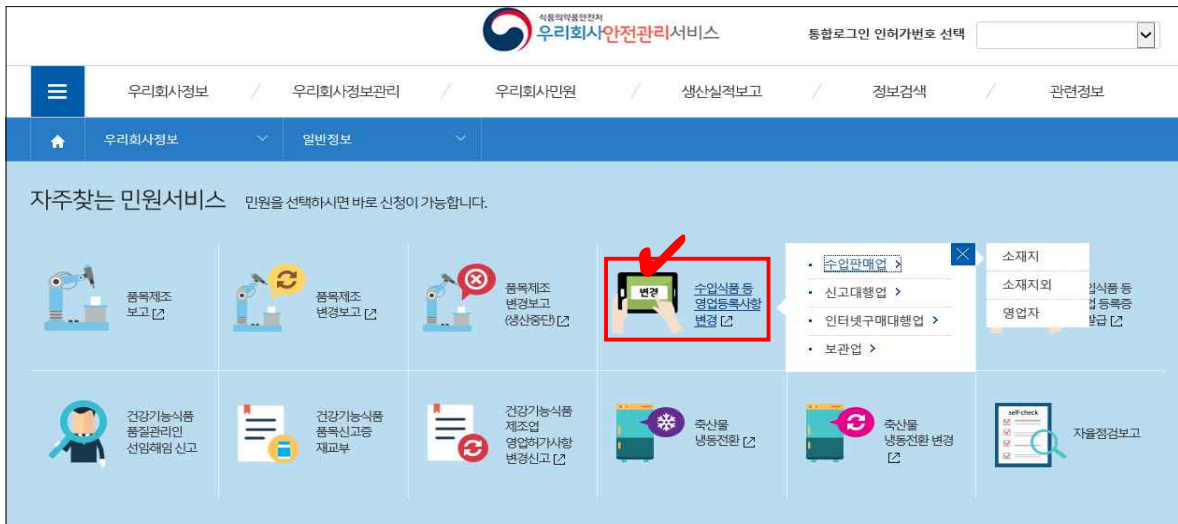 식품의약품안전처
우리회사안전관리서비스
통합로그인 인허가번호 선택
우리회사정보
우리회사정보관리
우리회사민원
생산실적보고
정보검색
관련정보
우리회사정보
일반정보
자주찾는 민원서비스
민원을 선택하시면 바로 신청이 가능합니다.
품목제조
보고
품목제조
변경보고
품목제조
변경보고
(생산중단)
변경
수입식품 등
영업등록사항
변경
수입판매업
신고대행업
인터넷구매대행업
보관업
소재지
소재지외
영업자
식품 등
등록증
건강기능식품
품질관리인
선임해임 신고
건강기능식품
품목신고증
재교부
건강기능식품
제조업
영업허가사항
변경신고
축산물
냉동전환
축산물
냉동전환 변경
self-check
자율점검보고